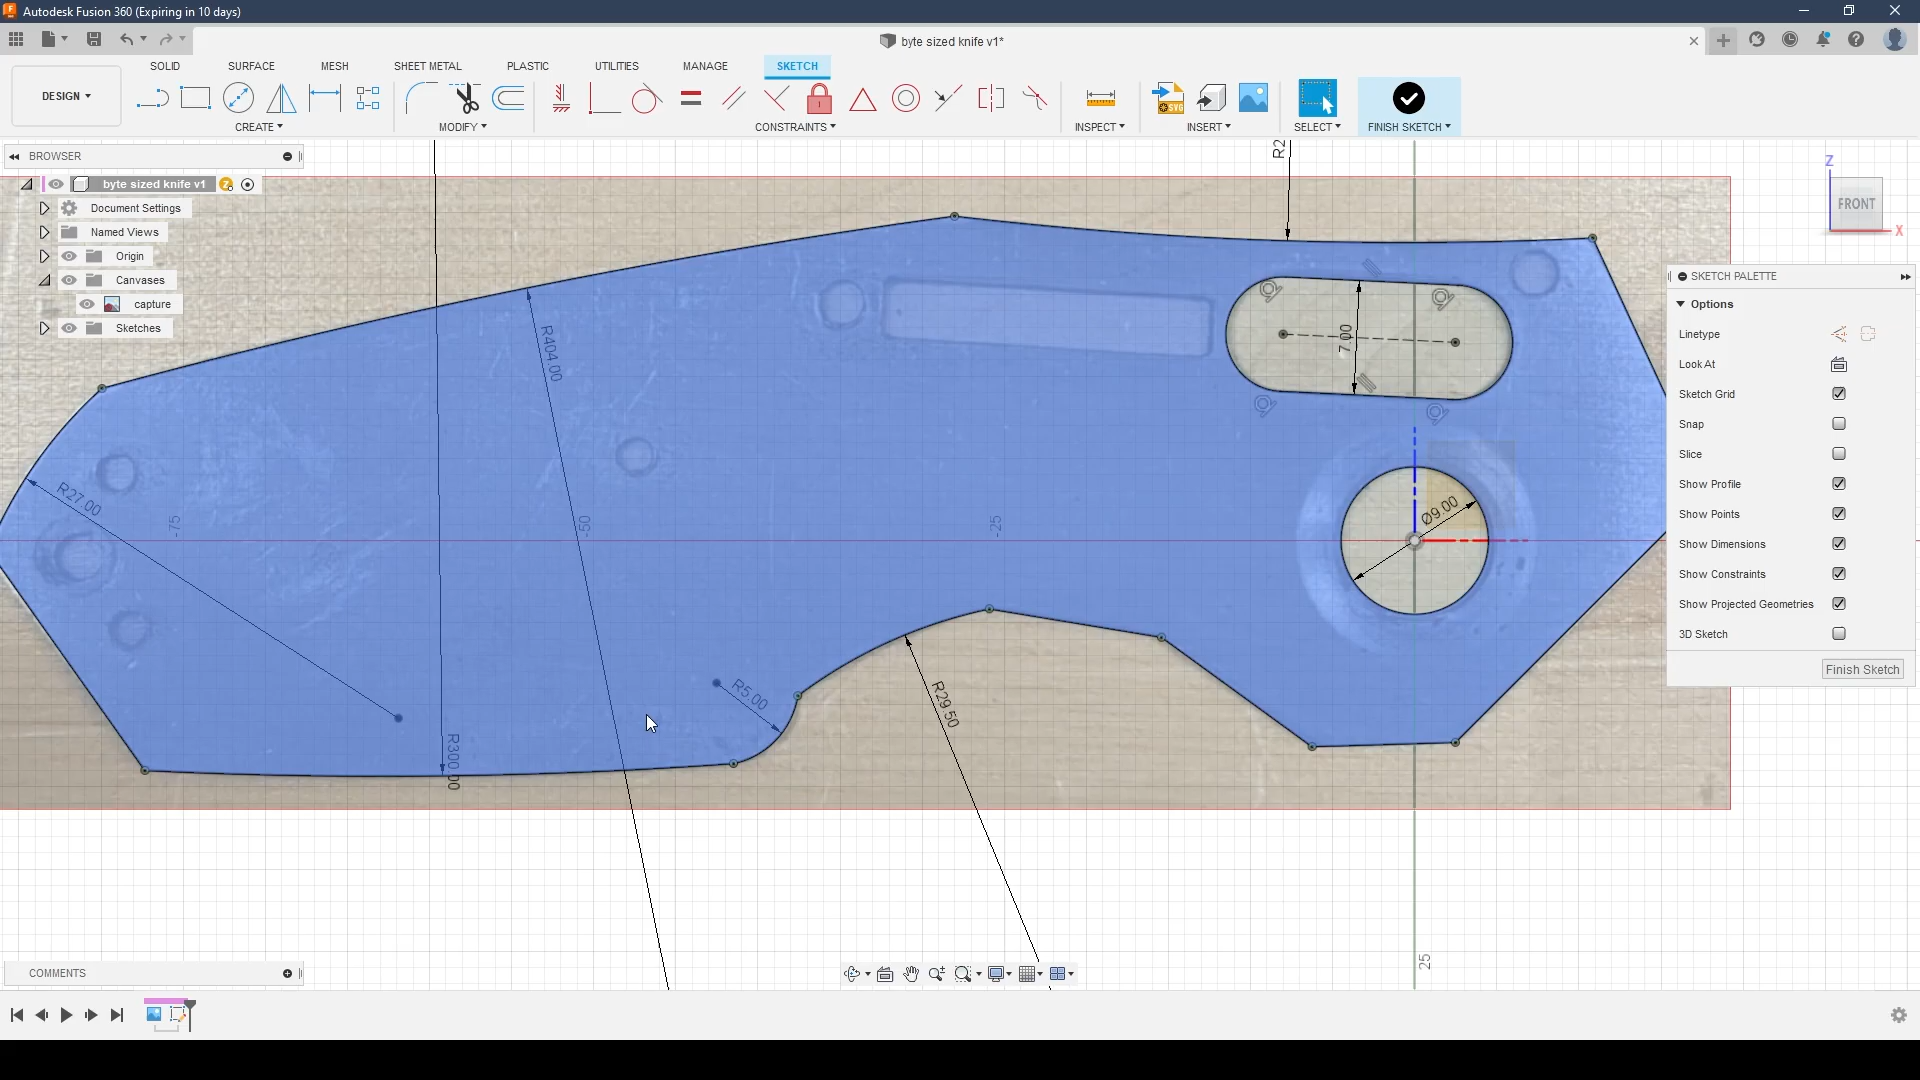 Autodesk Fusion 360 (Expiring in 10 days)
byte sized knife v1*
DESIGN
SOLID
SURFACE
MESH
SHEET METAL
PLASTIC
UTILITIES
MANAGE
SKETCH
CREATE
MODIFY
CONSTRAINTS
INSPECT
INSERT
SVG
SELECT
FINISH SKETCH
BROWSER
byte sized knife v1
Document Settings
Named Views
Origin
Canvases
capture
Sketches
R2
Z
FRONT
X
R404.00
7.00
R27.00
-75
-50
-25
Ø9.00
R5.00
R29.50
R300.00
25
SKETCH PALETTE
Options
Linetype
Look At
Sketch Grid
Snap
Slice
Show Profile
Show Points
Show Dimensions
Show Constraints
Show Projected Geometries
3D Sketch
Finish Sketch
COMMENTS